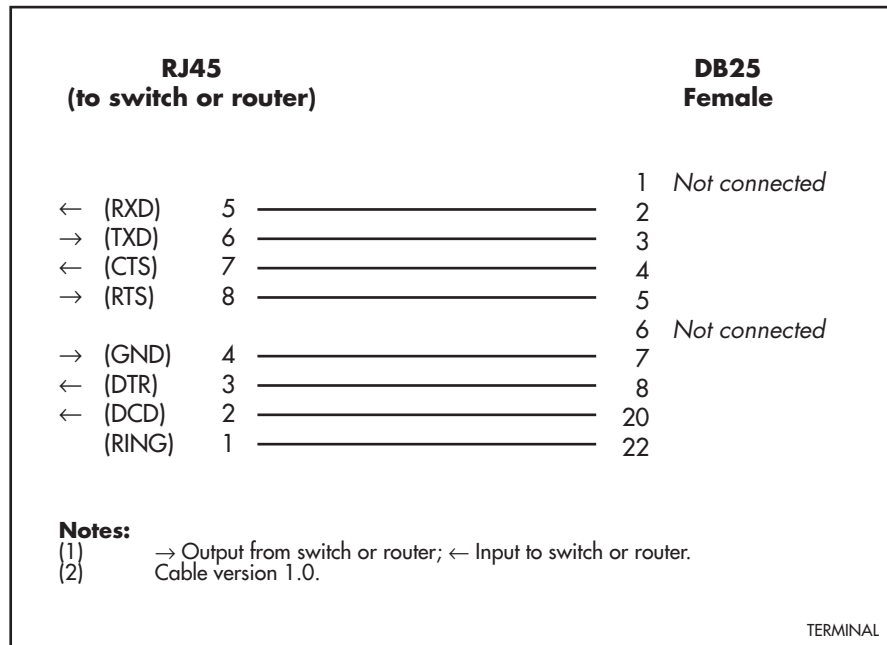 RJ45
(to switch or router)
DB25
Female
1 Not connected
← (RXD) 5 2
→ (TXD) 6 3
← (CTS) 7 4
→ (RTS) 8 5
6 Not connected
→ (GND) 4 7
← (DTR) 3 8
← (DCD) 2 20
(RING) 1 22
Notes:
(1) → Output from switch or router; ← Input to switch or router.
(2) Cable version 1.0.
TERMINAL